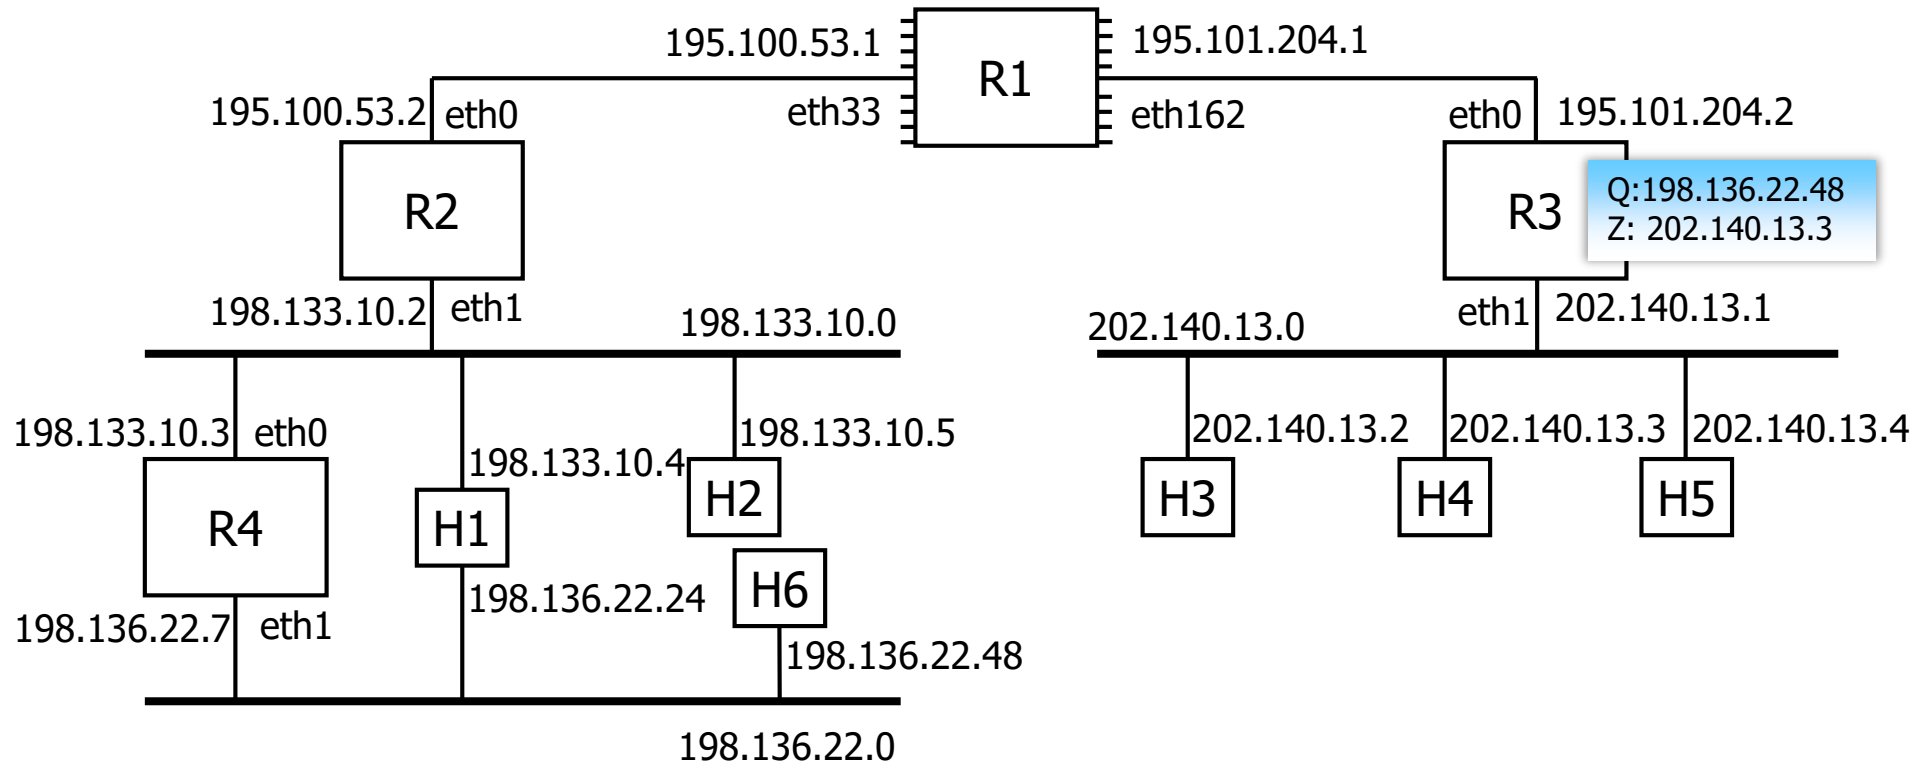 195.100.53.1
R1
195.101.204.1
195.100.53.2
eth0
eth33
eth162
eth0
195.101.204.2
R2
R3
Q:198.136.22.48
Z: 202.140.13.3
198.133.10.2
eth1
198.133.10.0
202.140.13.0
eth1
202.140.13.1
198.133.10.3
eth0
198.133.10.4
198.133.10.5
202.140.13.2
202.140.13.3
202.140.13.4
R4
H1
H2
H3
H4
H5
198.136.22.7
eth1
198.136.22.24
H6
198.136.22.48
198.136.22.0